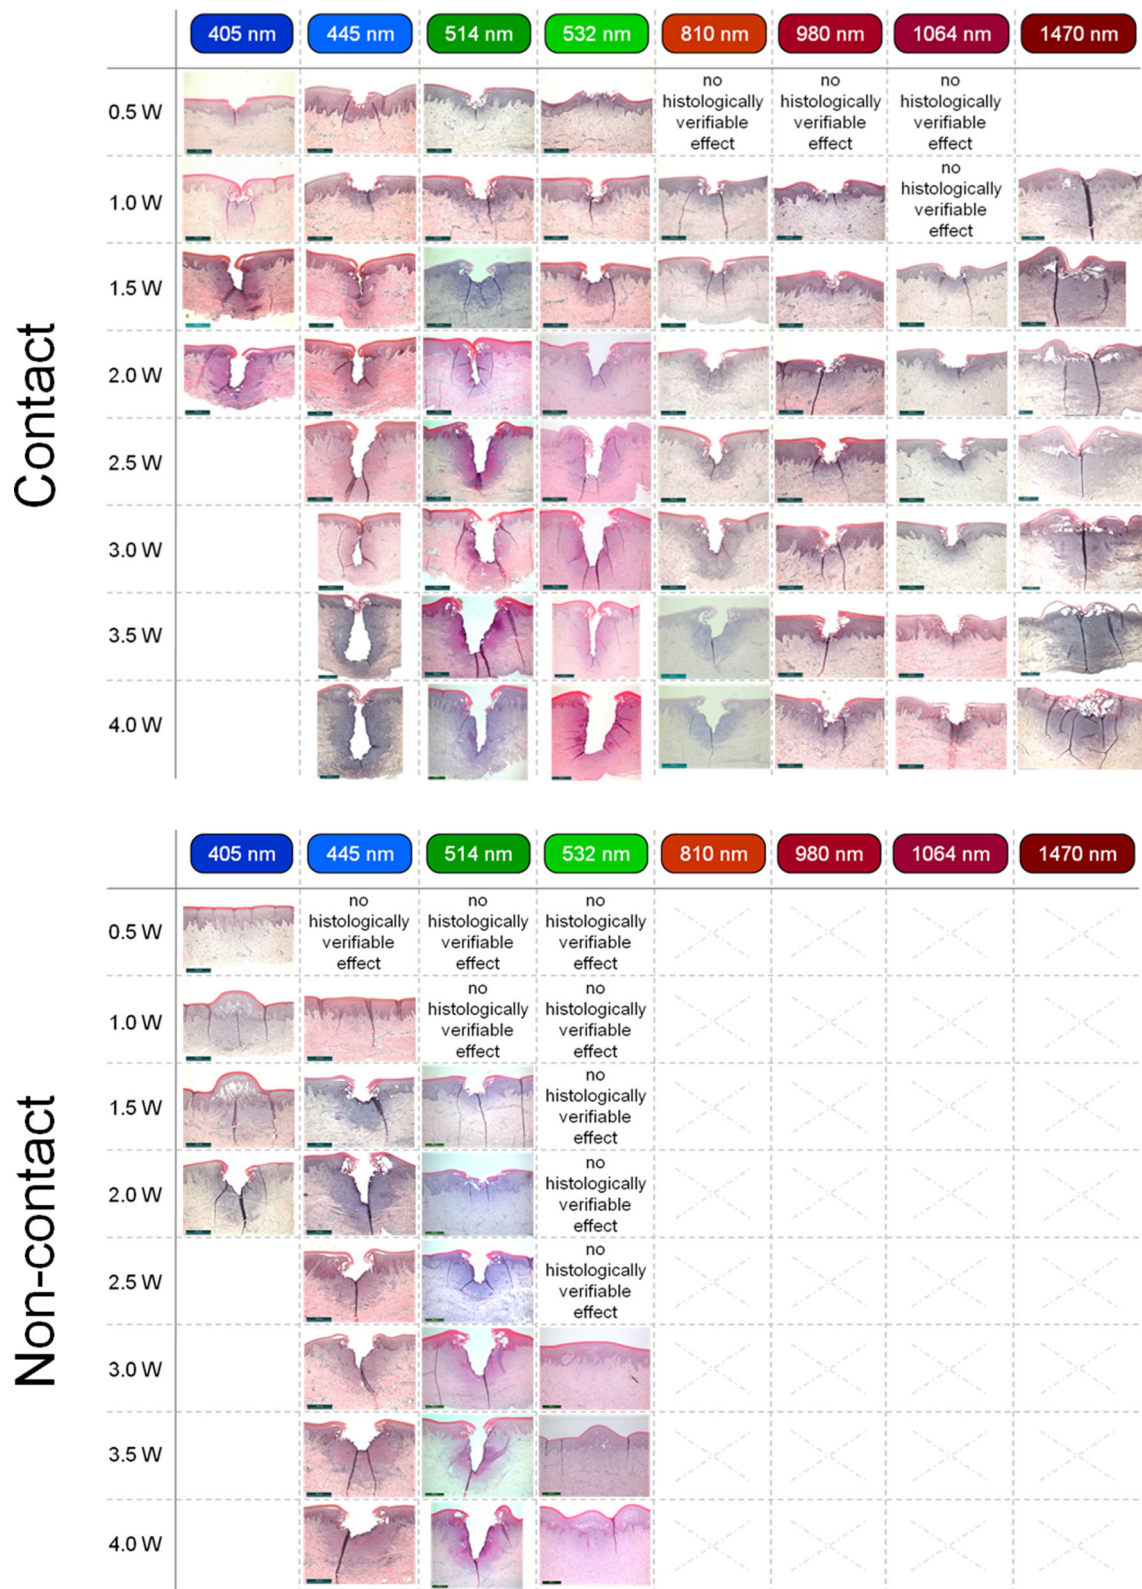 405 nm 445 nm 514 nm 532 nm 810 nm 980 nm 1064 nm 1470 nm
Contact
0.5 W
no
histologically
verifiable
effect
no
histologically
verifiable
effect
no
histologically
verifiable
effect
1.0 W
no
histologically
verifiable
effect
1.5 W
2.0 W
2.5 W
3.0 W
3.5 W
4.0 W
405 nm 445 nm 514 nm 532 nm 810 nm 980 nm 1064 nm 1470 nm
Non-contact
0.5 W
no
histologically
verifiable
effect
no
histologically
verifiable
effect
no
histologically
verifiable
effect
1.0 W
no
histologically
verifiable
effect
no
histologically
verifiable
effect
1.5 W
no
histologically
verifiable
effect
2.0 W
no
histologically
verifiable
effect
2.5 W
no
histologically
verifiable
effect
3.0 W
3.5 W
4.0 W